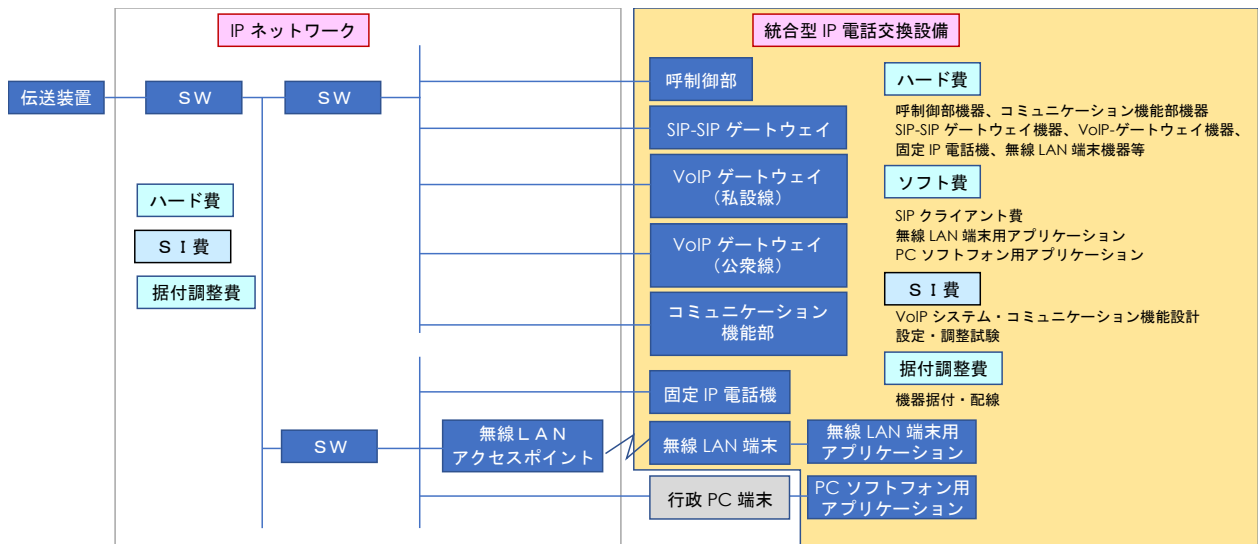 IP ネットワーク
統合型 IP 電話交換設備
伝送装置
ＳＷ
ＳＷ
ハード費
ＳＩ費
据付調整費
呼制御部
SIP-SIP ゲートウェイ
VoIP ゲートウェイ
（私設線）
VoIP ゲートウェイ
（公衆線）
コミュニケーション
機能部
ハード費
呼制御部機器、コミュニケーション機能部機器
SIP-SIP ゲートウェイ機器、VoIP-ゲートウェイ機器、
固定 IP 電話機、無線 LAN 端末機器等
ソフト費
SIP クライアント費
無線 LAN 端末用アプリケーション
PC ソフトフォン用アプリケーション
ＳＩ費
VoIP システム・コミュニケーション機能設計
設定・調整試験
据付調整費
機器据付・配線
固定 IP 電話機
ＳＷ
無線ＬＡＮ
アクセスポイント
無線 LAN 端末
無線 LAN 端末用
アプリケーション
行政 PC 端末
PC ソフトフォン用
アプリケーション